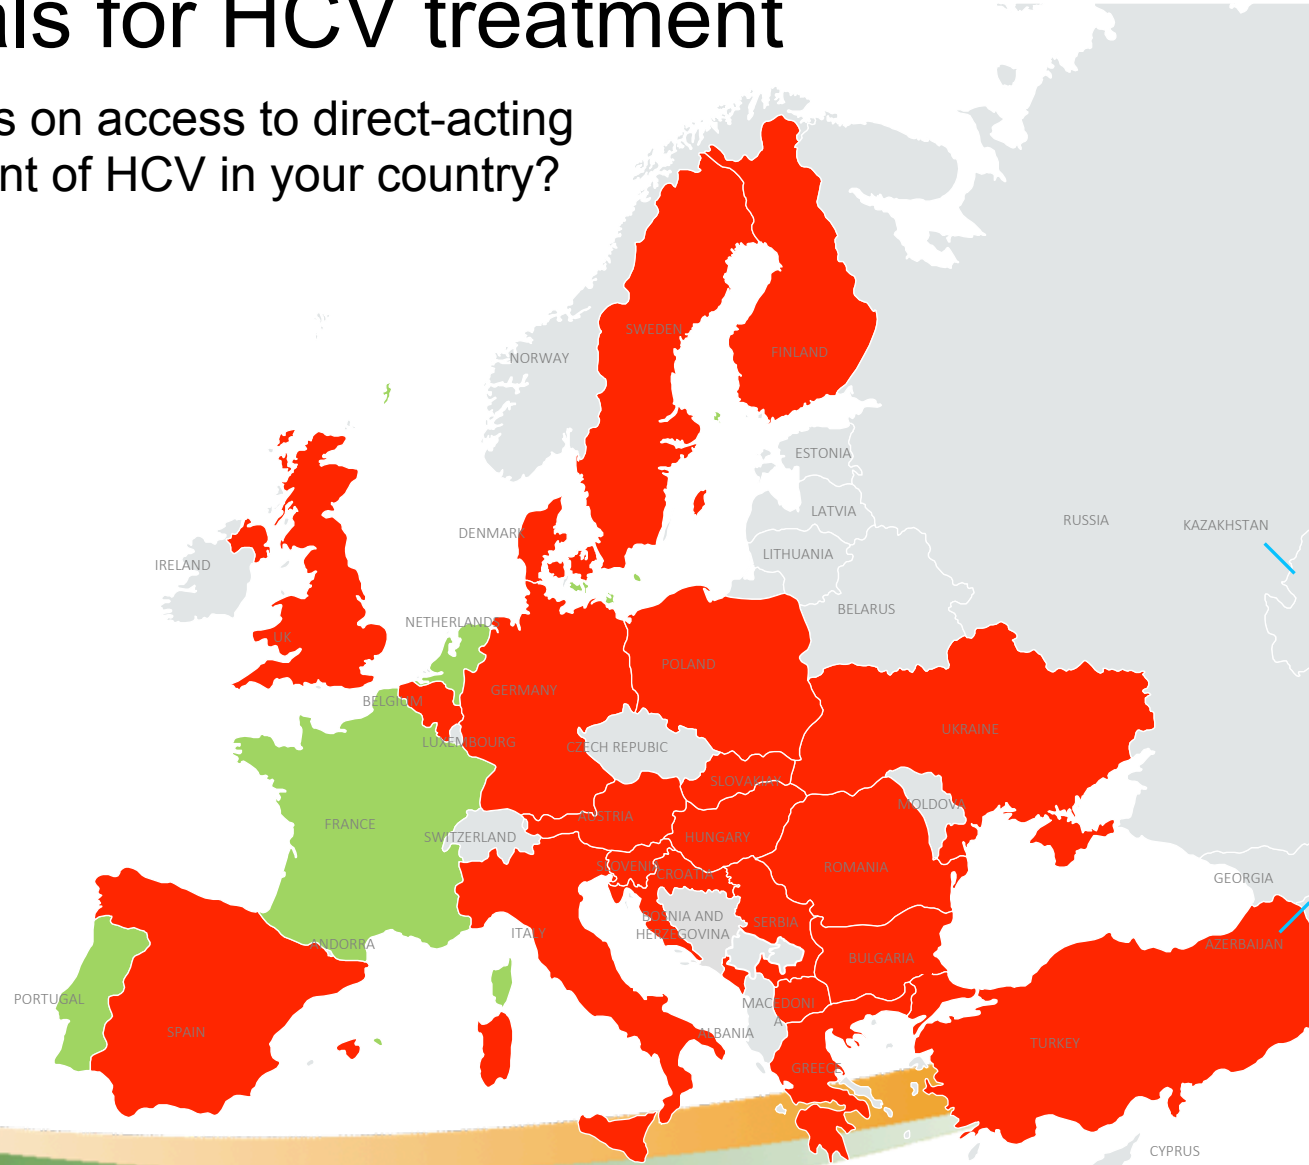 als for HCV treatment
s on access to direct-acting
nt of HCV in your country?
SWEDEN
NORWAY
FINLAND
ESTONIA
LATVIA
RUSSIA
KAZAKHSTAN
DENMARK
LITHUANIA
IRELAND
BELARUS
NETHERLANDS
UK
POLAND
GERMANY
BELGIUM
UKRAINE
LUXEMBOURG
CZECH REPUBIC
SLOVAKIAY
MOLDOVA
AUSTRIA
FRANCE
SWITZERLAND
HUNGARY
SLOVENIA
CROATIA
ROMANIA
GEORGIA
BOSNIA AND
HERZEGOVINA
SERBIA
ITALY
ANDORRA
AZERBAIJAN
BULGARIA
PORTUGAL
MACEDONI
A
SPAIN
ALBANIA
TURKEY
GREECE
CYPRUS